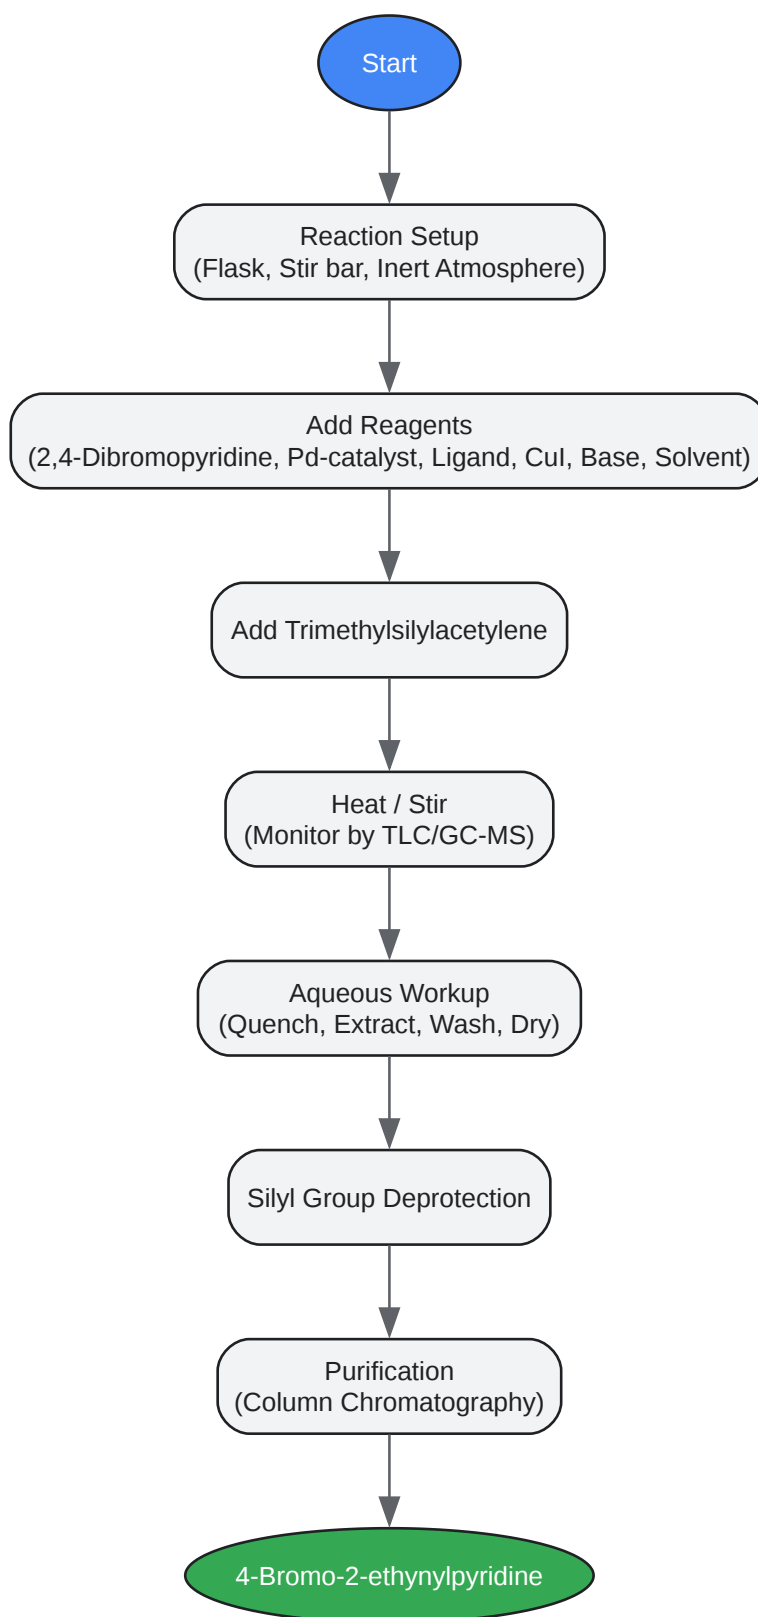 Start
Reaction Setup
(Flask, Stir bar, Inert Atmosphere)
Add Reagents
(2,4-Dibromopyridine, Pd-catalyst, Ligand, CuI, Base, Solvent)
Add Trimethylsilylacetylene
Heat / Stir
(Monitor by TLC/GC-MS)
Aqueous Workup
(Quench, Extract, Wash, Dry)
Silyl Group Deprotection
Purification
(Column Chromatography)
4-Bromo-2-ethynylpyridine